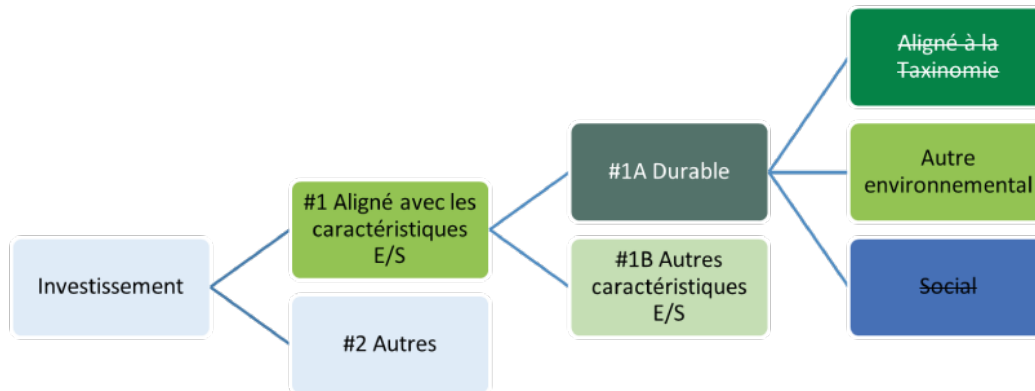 Investissement
#1 Aligné avec les
caractéristiques
E/S
#2 Autres
#1A Durable
#1B Autres
caractéristiques
E/S
Aligné à la
Taxinomie
Autre
environnemental
Social